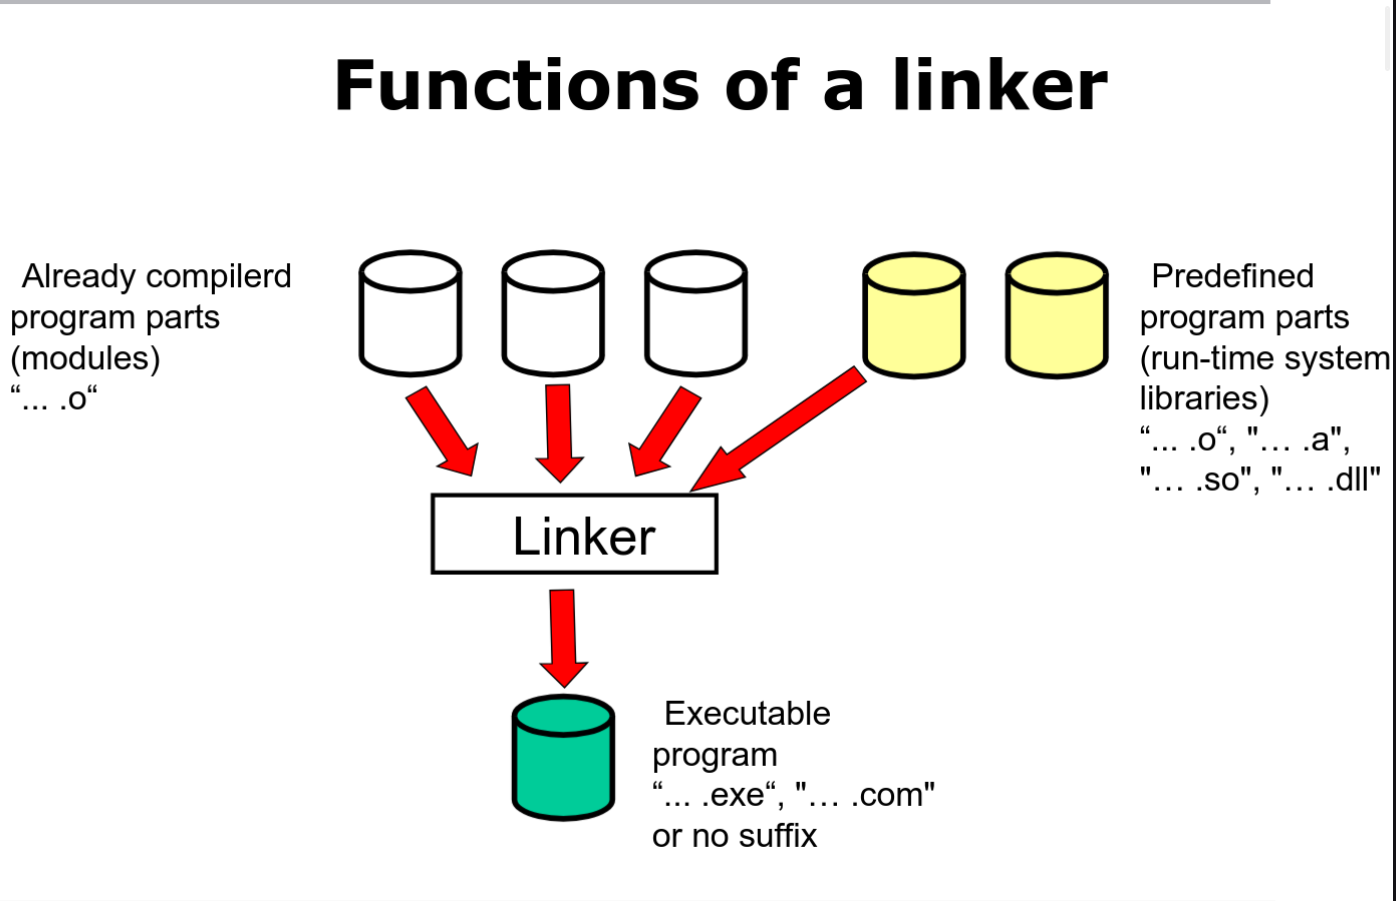 Functions of a linker
Already compilerd
program parts
(modules)
“... .o“
Predefined
program parts
(run-time system
libraries)
“... .o“, "... .a",
"... .so", "... .dll"
Linker
Executable
program
“... .exe“, "... .com"
or no suffix